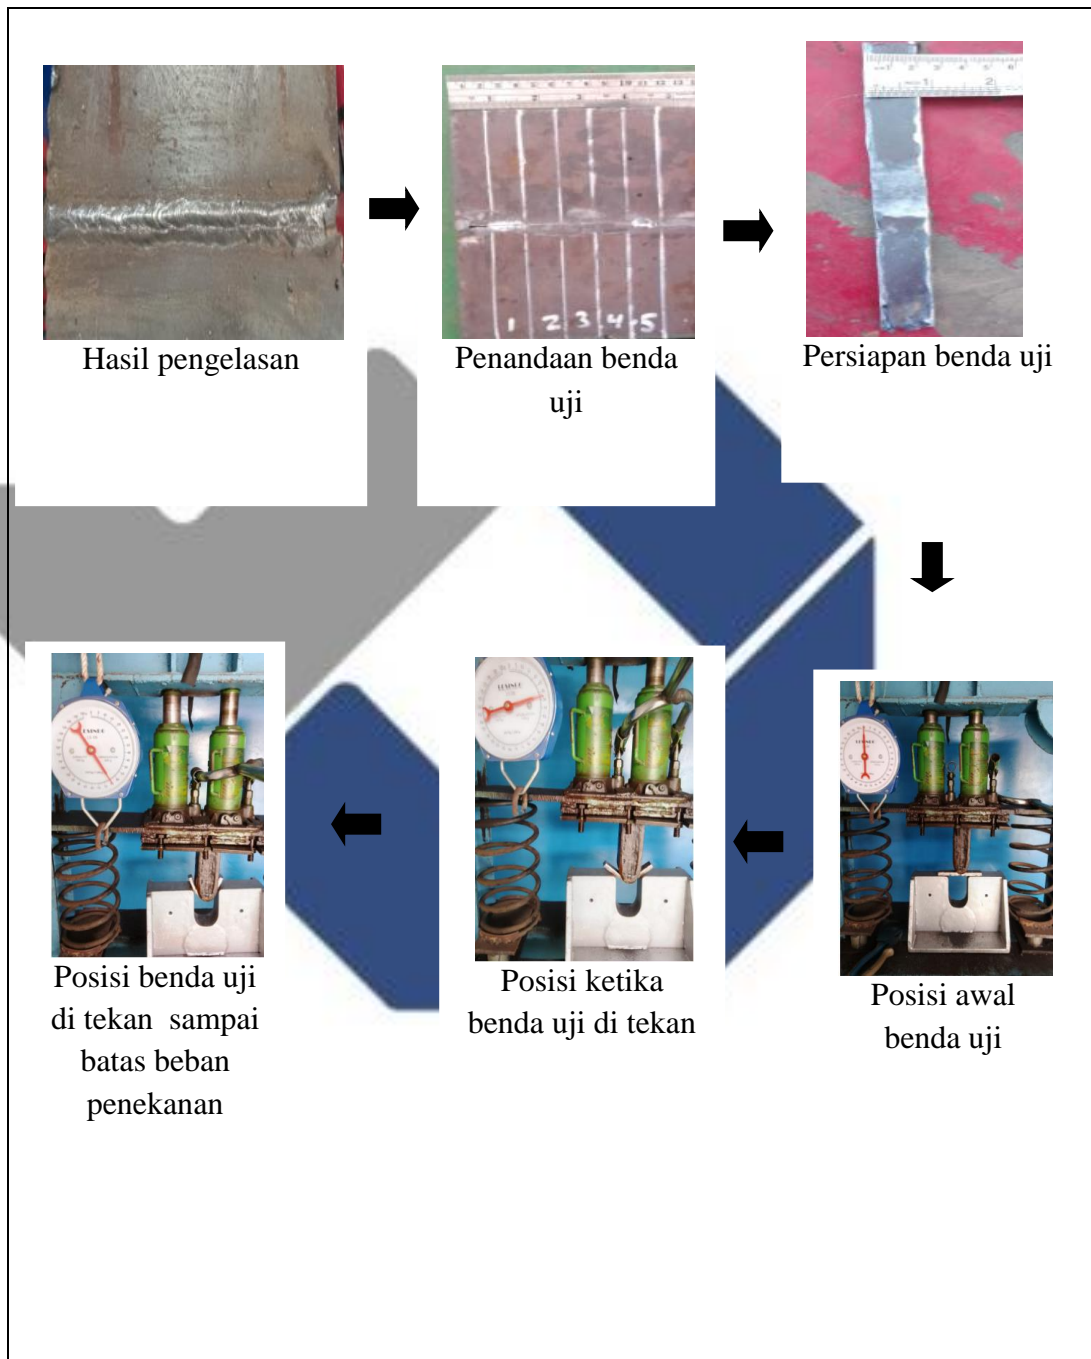 1 2 3 4 5
Hasil pengelasan
Penandaan benda
uji
Persiapan benda uji
Posisi benda uji
di tekan sampai
batas beban
penekanan
Posisi ketika
benda uji di tekan
Posisi awal
benda uji